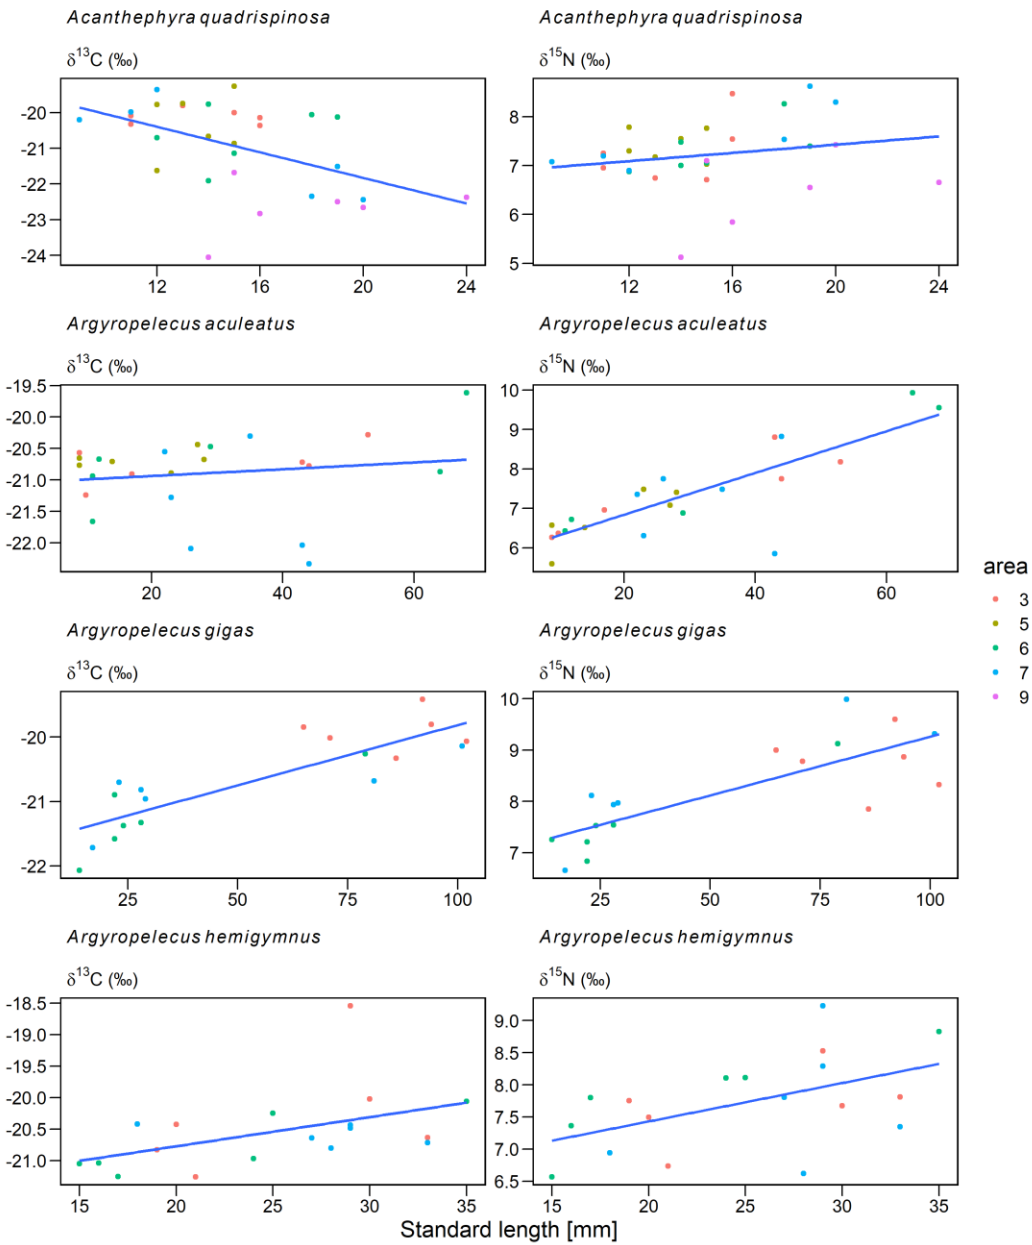 Acanthephyra quadrispinosa
δ13C (‰)
-20
-21
-22
-23
-24
12 16 20 24
Acanthephyra quadrispinosa
δ15N (‰)
8
7
6
5
12 16 20 24
Argyropelecus aculeatus
δ13C (‰)
-19.5
-20.0
-20.5
-21.0
-21.5
-22.0
20 40 60
Argyropelecus aculeatus
δ15N (‰)
10
9
8
7
6
20 40 60
Argyropelecus gigas
δ13C (‰)
-20
-21
-22
25 50 75 100
Argyropelecus gigas
δ15N (‰)
10
9
8
7
25 50 75 100
Argyropelecus hemigymnus
δ13C (‰)
-18.5
-19.0
-19.5
-20.0
-20.5
-21.0
15 20 25 30 35
Argyropelecus hemigymnus
δ15N (‰)
9.0
8.5
8.0
7.5
7.0
6.5
15 20 25 30 35
Standard length [mm]
area
3
5
6
7
9